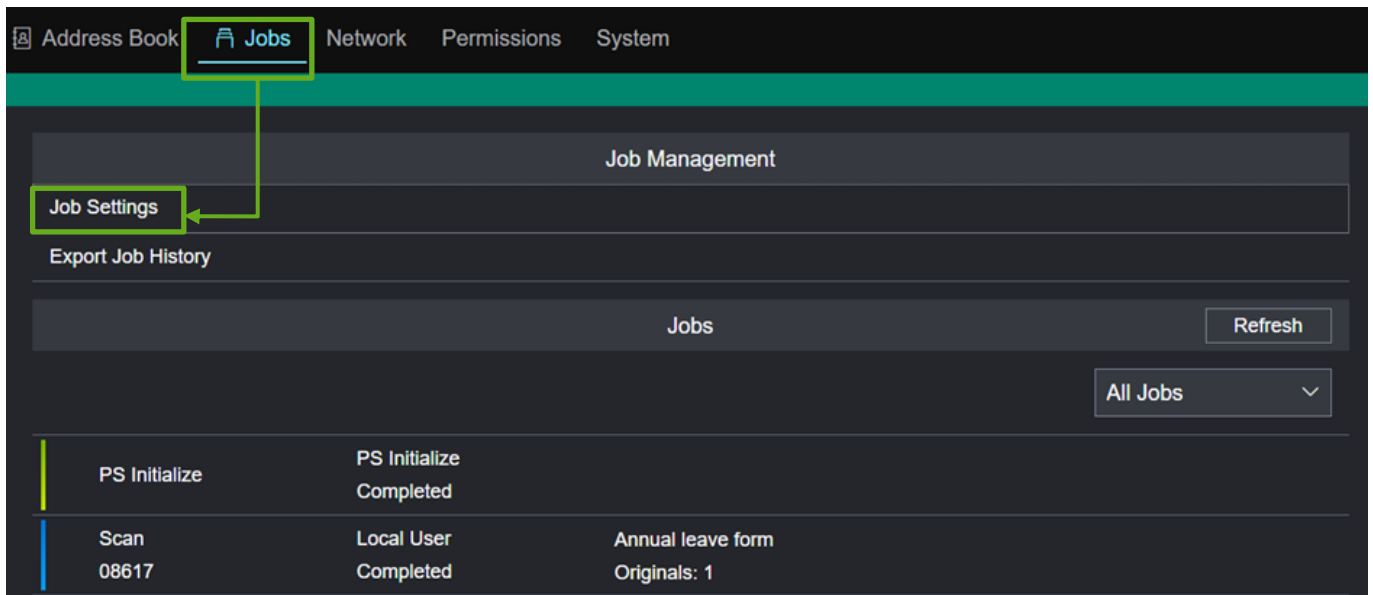 Address Book Jobs Network Permissions System
Job Management
Job Settings
Export Job History
Jobs Refresh
All Jobs
PS Initialize PS Initialize
Completed
Scan Local User Annual leave form
08617 Completed Originals: 1